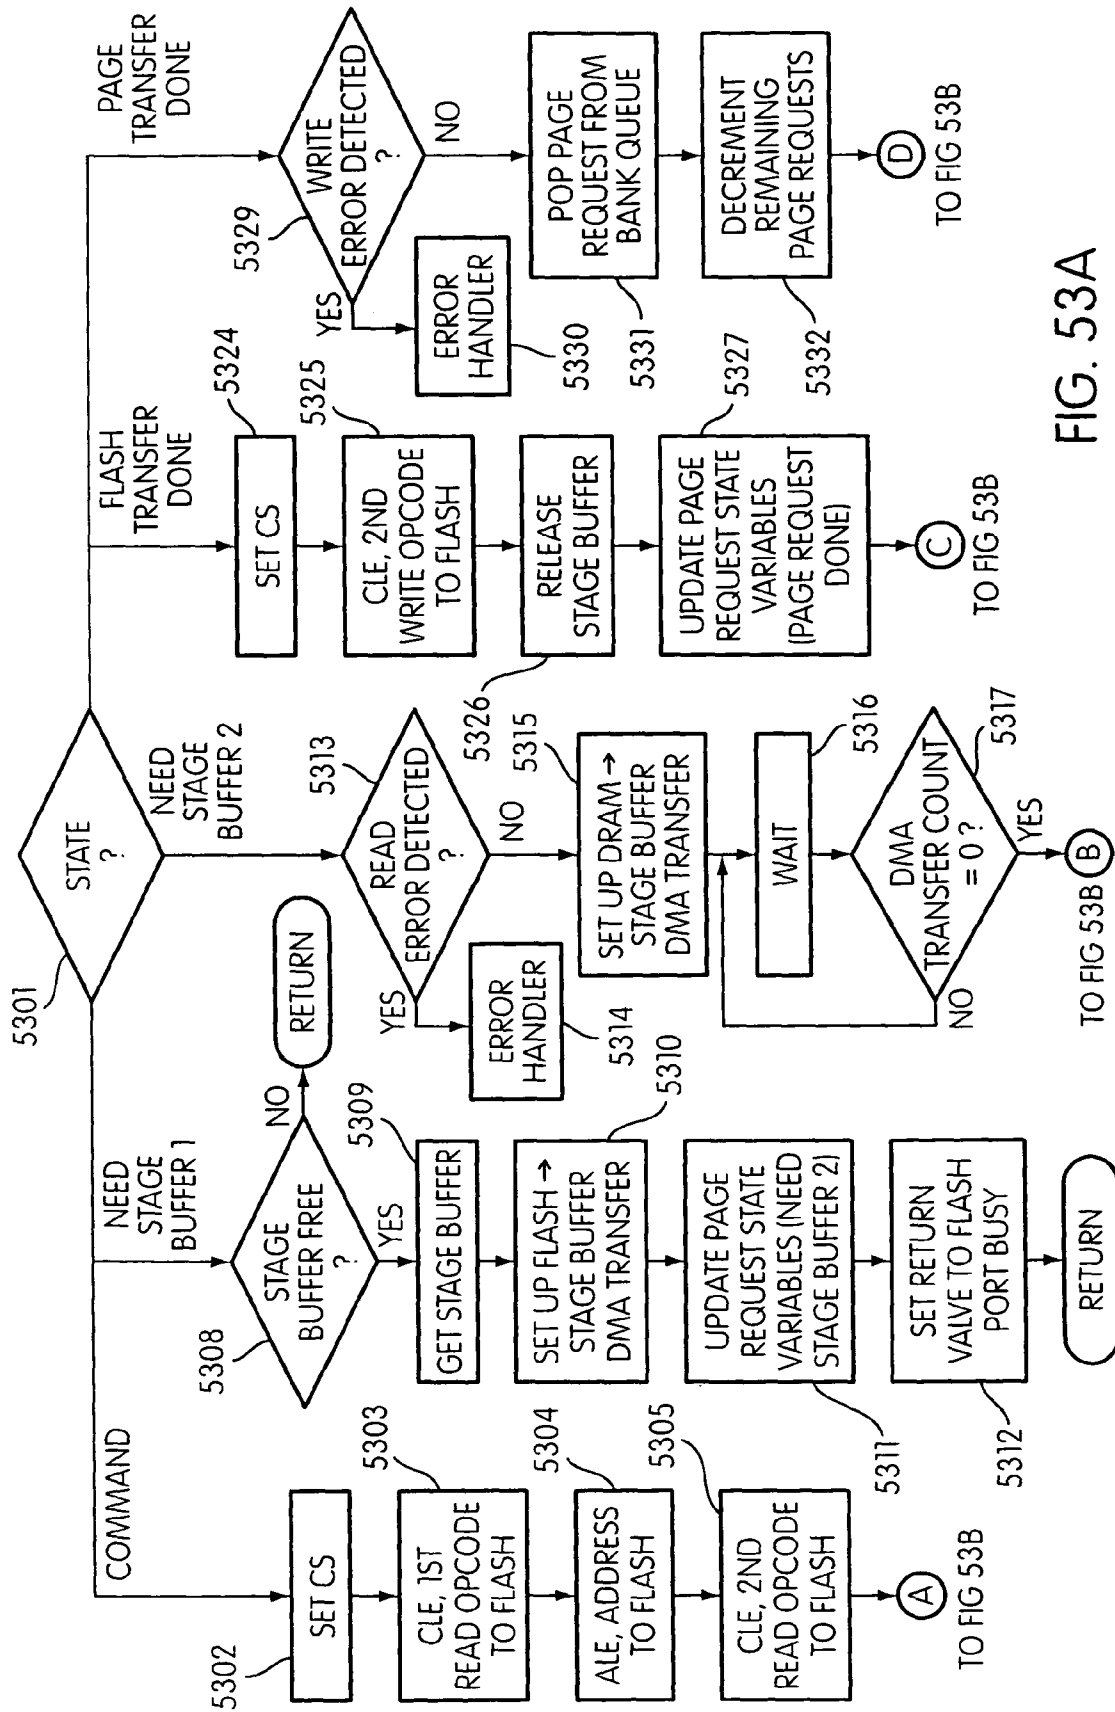 5301
STATE
?
COMMAND
5302
SET CS
5303
CLE, 1ST
READ OPCODE
TO FLASH
5304
ALE, ADDRESS
TO FLASH
5305
CLE, 2ND
READ OPCODE
TO FLASH
A
TO FIG 53B
NEED
STAGE
BUFFER 1
5308
STAGE
BUFFER FREE
?
NO
RETURN
YES
5309
GET STAGE BUFFER
5310
SET UP FLASH →
STAGE BUFFER
DMA TRANSFER
5311
UPDATE PAGE
REQUEST STATE
VARIABLES (NEED
STAGE BUFFER 2)
5312
SET RETURN
VALVE TO FLASH
PORT BUSY
RETURN
NEED
STAGE
BUFFER 2
5313
READ
ERROR DETECTED
?
YES
ERROR
HANDLER
5314
NO
5315
SET UP DRAM →
STAGE BUFFER
DMA TRANSFER
5316
WAIT
5317
DMA
TRANSFER COUNT
= 0 ?
NO
YES
B
TO FIG 53B
FLASH
TRANSFER
DONE
5324
SET CS
5325
CLE, 2ND
WRITE OPCODE
TO FLASH
5326
RELEASE
STAGE BUFFER
5327
UPDATE PAGE
REQUEST STATE
VARIABLES
(PAGE REQUEST
DONE)
C
TO FIG 53B
PAGE
TRANSFER
DONE
5329
WRITE
ERROR DETECTED
?
YES
ERROR
HANDLER
5330
NO
5331
POP PAGE
REQUEST FROM
BANK QUEUE
5332
DECREMENT
REMAINING
PAGE REQUESTS
D
TO FIG 53B
FIG. 53A